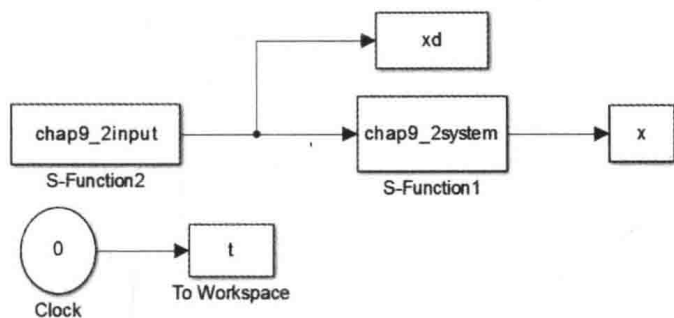 xd
chap9_2input
chap9_2system
x
S-Function2
S-Function1
0
t
To Workspace
Clock